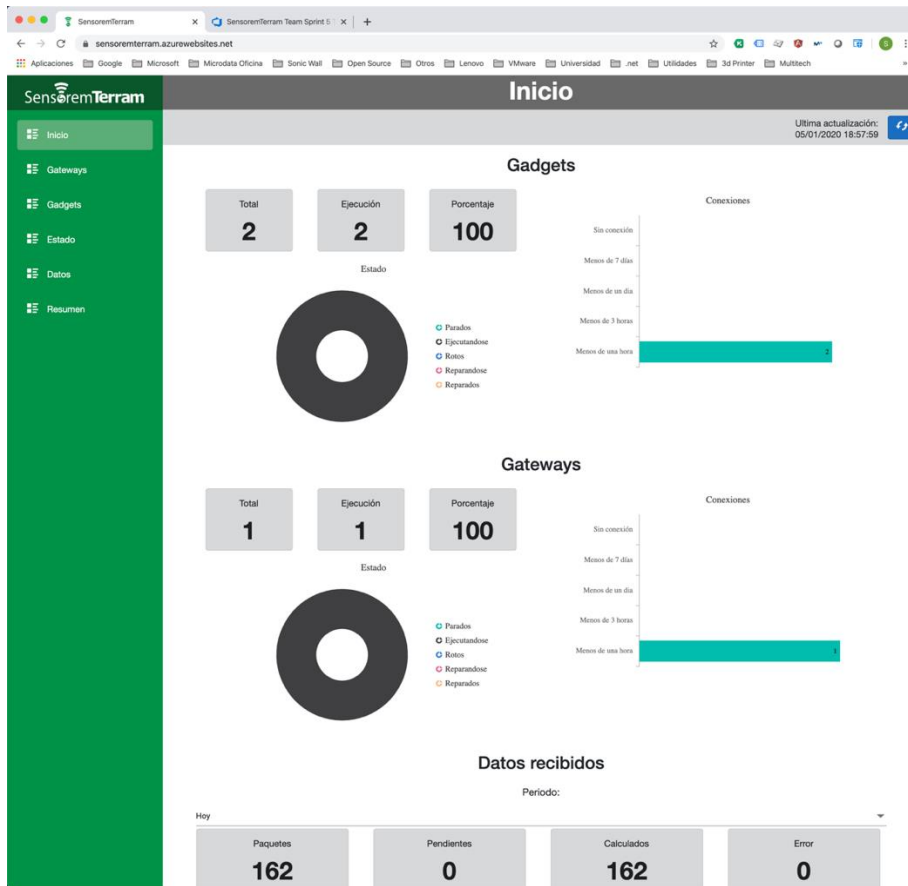 SensoremTerram
SensoremTerram Team Sprint 5
sensoremterram.azurewebsites.net
Aplicaciones Google Microsoft Microdata Oficina Sonic Wall Open Source Otros Lenovo VMware Universidad .net Utilidades 3d Printer Multitech
SensoremTerram
Inicio
Gateways
Gadgets
Estado
Datos
Resumen
Inicio
Ultima actualización:
05/01/2020 18:57:59
Gadgets
Total
2
Ejecución
2
Porcentaje
100
Estado
Parados
Ejecutandose
Rotos
Reparandose
Reparados
Conexiones
Sin conexión
Menos de 7 días
Menos de un dia
Menos de 3 horas
Menos de una hora
2
Gateways
Total
1
Ejecución
1
Porcentaje
100
Estado
Parados
Ejecutandose
Rotos
Reparandose
Reparados
Conexiones
Sin conexión
Menos de 7 días
Menos de un dia
Menos de 3 horas
Menos de una hora
1
Datos recibidos
Periodo:
Hoy
Paquetes
162
Pendientes
0
Calculados
162
Error
0